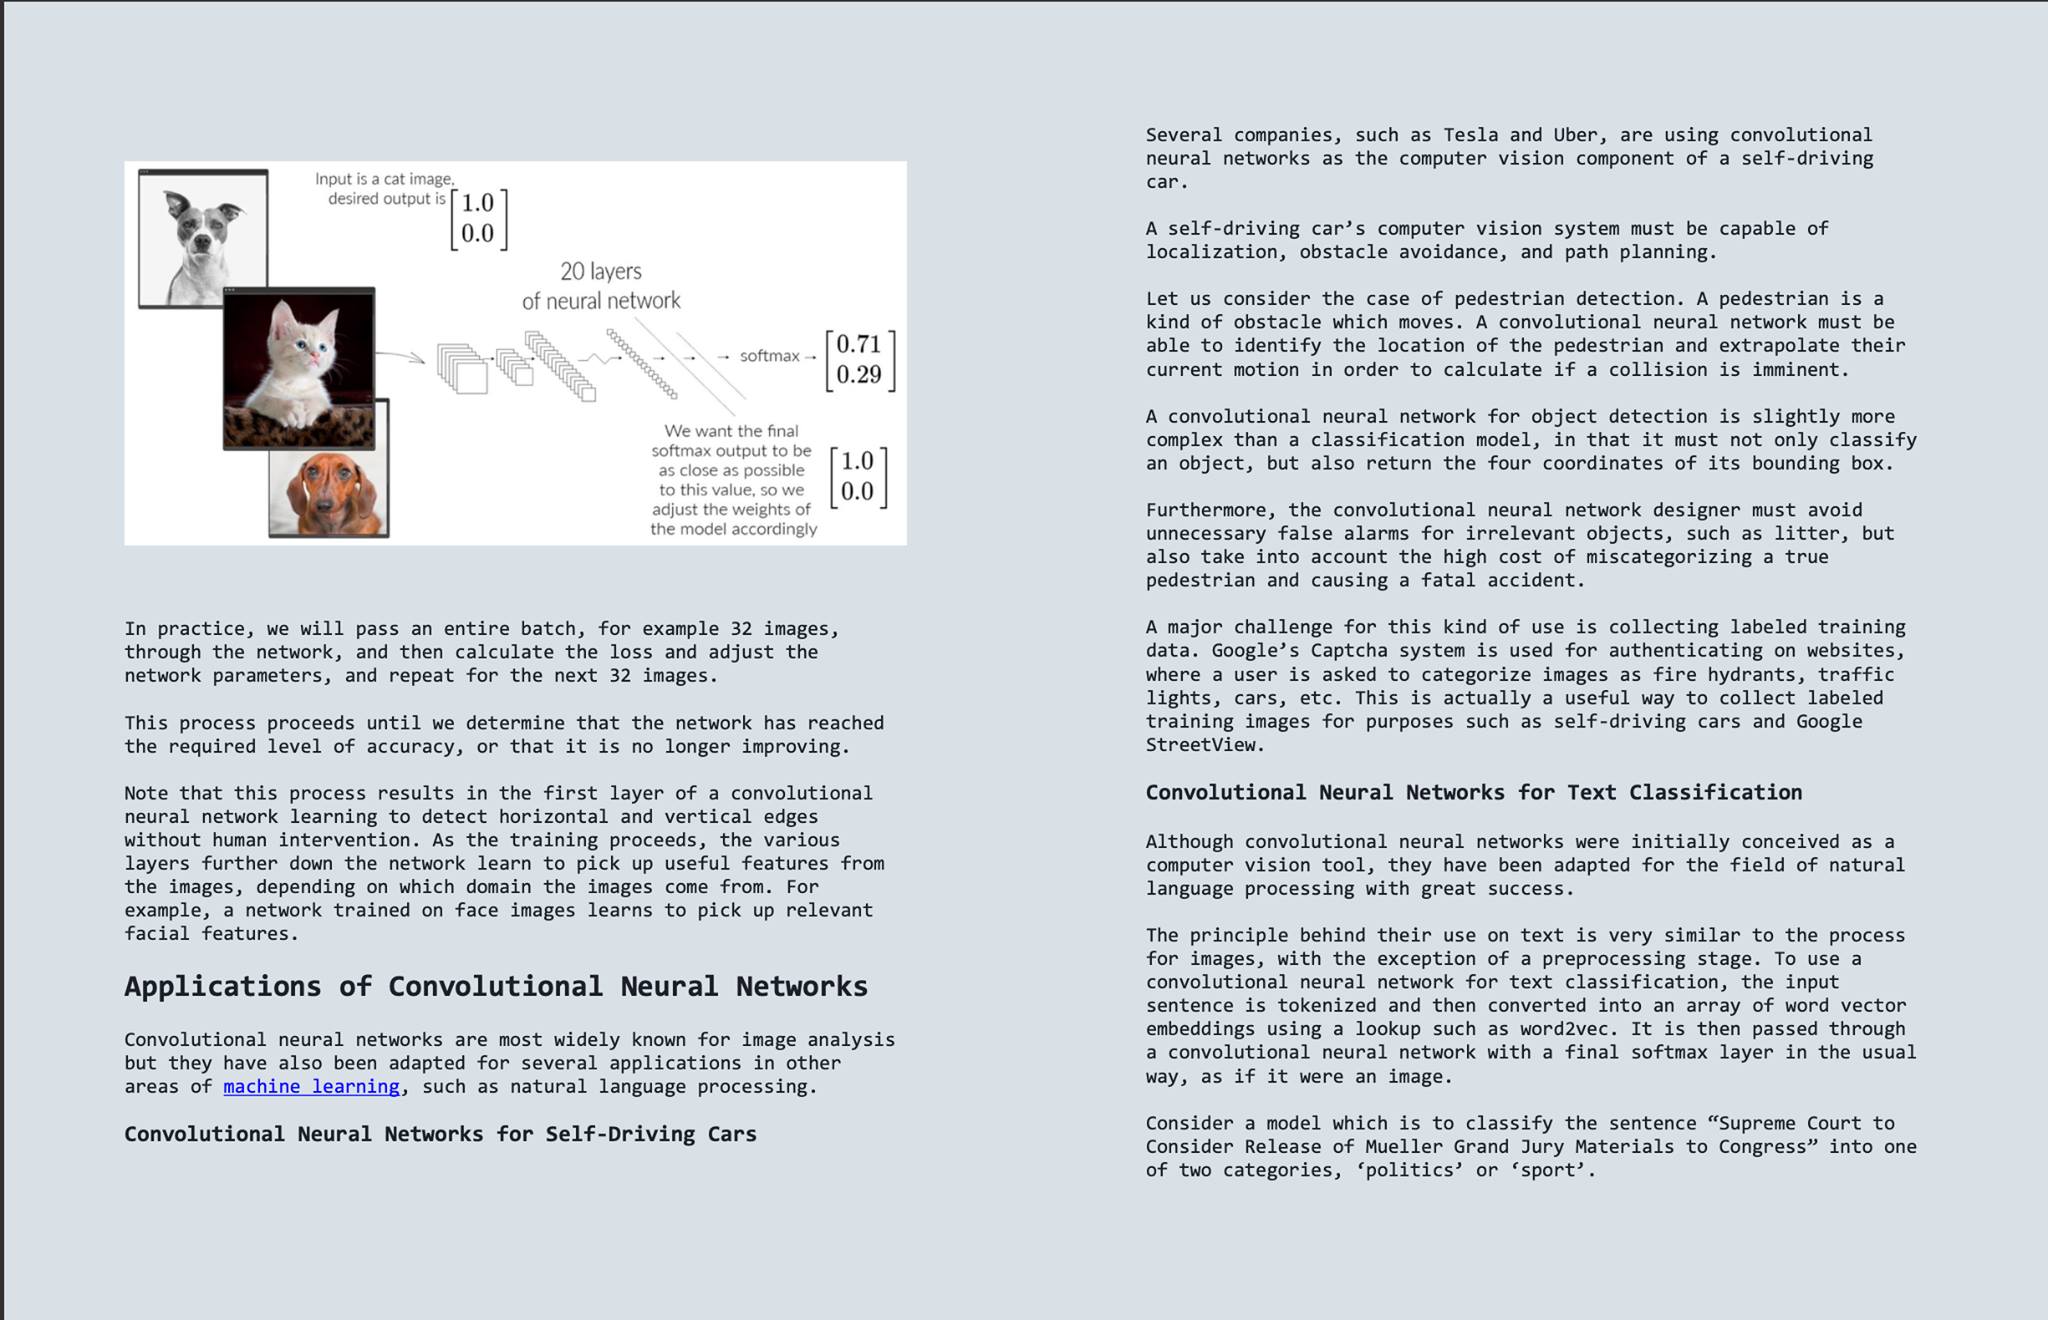 Input is a cat image,
desired output is
1.0
0.0
20 layers
of neural network
softmax
0.71
0.29
We want the final
softmax output to be
as close as possible
to this value, so we
adjust the weights of
the model accordingly
1.0
0.0
In practice, we will pass an entire batch, for example 32 images,
through the network, and then calculate the loss and adjust the
network parameters, and repeat for the next 32 images.
This process proceeds until we determine that the network has reached
the required level of accuracy, or that it is no longer improving.
Note that this process results in the first layer of a convolutional
neural network learning to detect horizontal and vertical edges
without human intervention. As the training proceeds, the various
layers further down the network learn to pick up useful features from
the images, depending on which domain the images come from. For
example, a network trained on face images learns to pick up relevant
facial features.
Applications of Convolutional Neural Networks
Convolutional neural networks are most widely known for image analysis
but they have also been adapted for several applications in other
areas of machine learning, such as natural language processing.
Convolutional Neural Networks for Self-Driving Cars
Several companies, such as Tesla and Uber, are using convolutional
neural networks as the computer vision component of a self-driving
car.
A self-driving car’s computer vision system must be capable of
localization, obstacle avoidance, and path planning.
Let us consider the case of pedestrian detection. A pedestrian is a
kind of obstacle which moves. A convolutional neural network must be
able to identify the location of the pedestrian and extrapolate their
current motion in order to calculate if a collision is imminent.
A convolutional neural network for object detection is slightly more
complex than a classification model, in that it must not only classify
an object, but also return the four coordinates of its bounding box.
Furthermore, the convolutional neural network designer must avoid
unnecessary false alarms for irrelevant objects, such as litter, but
also take into account the high cost of miscategorizing a true
pedestrian and causing a fatal accident.
A major challenge for this kind of use is collecting labeled training
data. Google’s Captcha system is used for authenticating on websites,
where a user is asked to categorize images as fire hydrants, traffic
lights, cars, etc. This is actually a useful way to collect labeled
training images for purposes such as self-driving cars and Google
StreetView.
Convolutional Neural Networks for Text Classification
Although convolutional neural networks were initially conceived as a
computer vision tool, they have been adapted for the field of natural
language processing with great success.
The principle behind their use on text is very similar to the process
for images, with the exception of a preprocessing stage. To use a
convolutional neural network for text classification, the input
sentence is tokenized and then converted into an array of word vector
embeddings using a lookup such as word2vec. It is then passed through
a convolutional neural network with a final softmax layer in the usual
way, as if it were an image.
Consider a model which is to classify the sentence “Supreme Court to
Consider Release of Mueller Grand Jury Materials to Congress” into one
of two categories, ‘politics’ or ‘sport’.